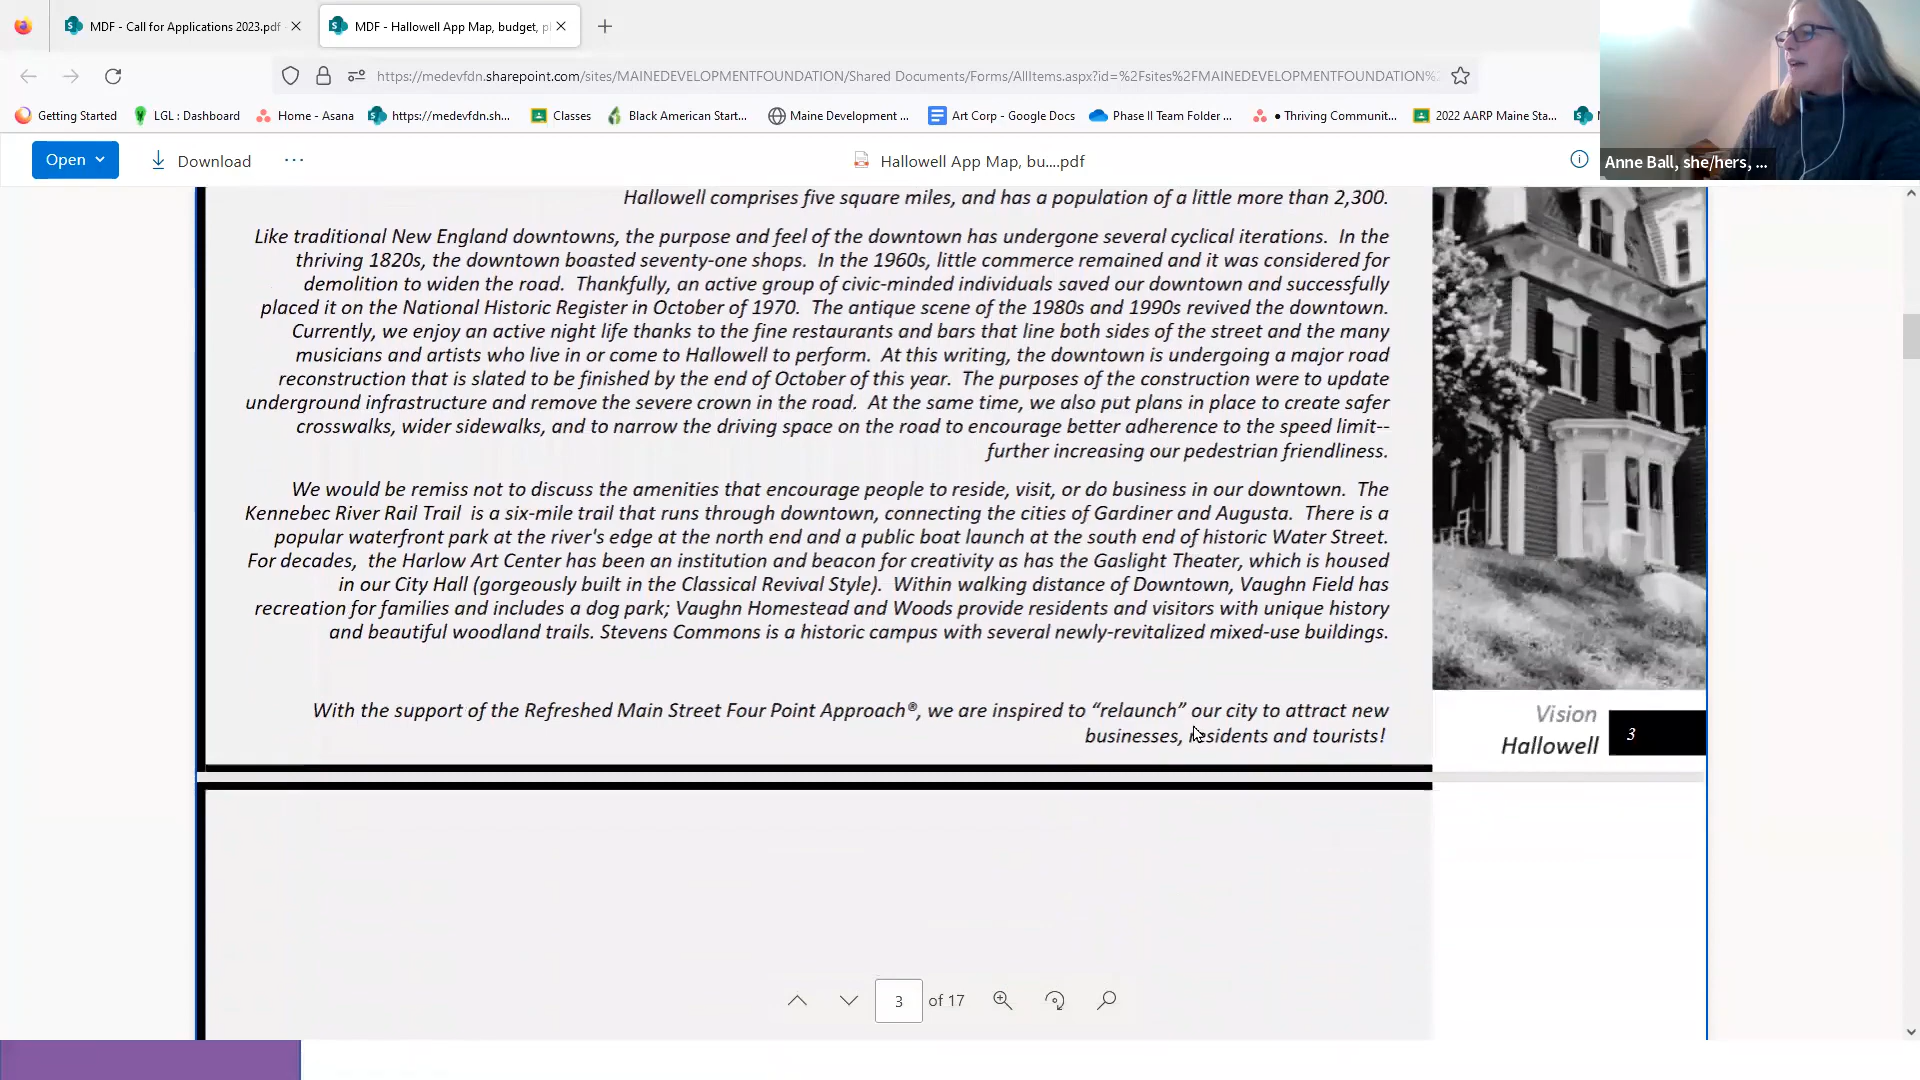 MDF - Call for Applications 2023.pdf
MDF - Hallowell App Map, budget, p
https://medevfdn.sharepoint.com/sites/MAINEDEVELOPMENTFOUNDATION/Shared Documents/Forms/AllItems.aspx?id=%2Fsites%2FMAINEDEVELOPMENTFOUNDATION%
Getting Started
LGL : Dashboard
Home - Asana
https://medevfdn.sh...
Classes
Black American Start...
Maine Development ...
Art Corp - Google Docs
Phase II Team Folder ...
• Thriving Communit...
2022 AARP Maine Sta...
Open
Download
...
Hallowell App Map, bu....pdf
Anne Ball, she/hers, ...
Hallowell comprises five square miles, and has a population of a little more than 2,300.
Like traditional New England downtowns, the purpose and feel of the downtown has undergone several cyclical iterations. In the
thriving 1820s, the downtown boasted seventy-one shops. In the 1960s, little commerce remained and it was considered for
demolition to widen the road. Thankfully, an active group of civic-minded individuals saved our downtown and successfully
placed it on the National Historic Register in October of 1970. The antique scene of the 1980s and 1990s revived the downtown.
Currently, we enjoy an active night life thanks to the fine restaurants and bars that line both sides of the street and the many
musicians and artists who live in or come to Hallowell to perform. At this writing, the downtown is undergoing a major road
reconstruction that is slated to be finished by the end of October of this year. The purposes of the construction were to update
underground infrastructure and remove the severe crown in the road. At the same time, we also put plans in place to create safer
crosswalks, wider sidewalks, and to narrow the driving space on the road to encourage better adherence to the speed limit--
further increasing our pedestrian friendliness.
We would be remiss not to discuss the amenities that encourage people to reside, visit, or do business in our downtown. The
Kennebec River Rail Trail is a six-mile trail that runs through downtown, connecting the cities of Gardiner and Augusta. There is a
popular waterfront park at the river's edge at the north end and a public boat launch at the south end of historic Water Street.
For decades, the Harlow Art Center has been an institution and beacon for creativity as has the Gaslight Theater, which is housed
in our City Hall (gorgeously built in the Classical Revival Style). Within walking distance of Downtown, Vaughn Field has
recreation for families and includes a dog park; Vaughn Homestead and Woods provide residents and visitors with unique history
and beautiful woodland trails. Stevens Commons is a historic campus with several newly-revitalized mixed-use buildings.
With the support of the Refreshed Main Street Four Point Approach®, we are inspired to “relaunch” our city to attract new
businesses, residents and tourists!
Vision
Hallowell
3
3 of 17